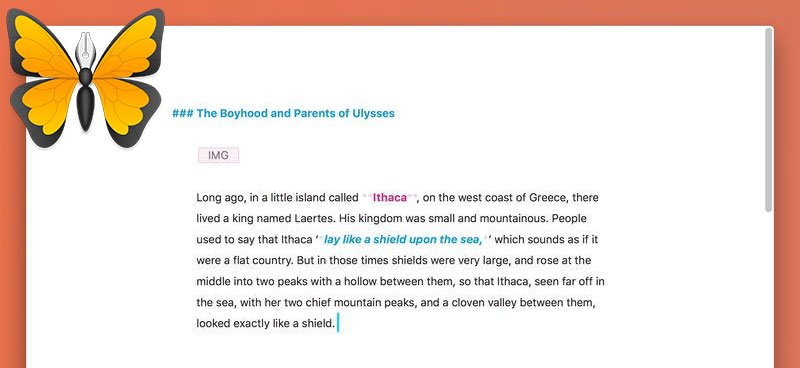 ### The Boyhood and Parents of Ulysses
IMG
Long ago, in a little island called **Ithaca**, on the west coast of Greece, there
lived a king named Laertes. His kingdom was small and mountainous. People
used to say that Ithaca ‘*lay like a shield upon the sea,*’ which sounds as if it
were a flat country. But in those times shields were very large, and rose at the
middle into two peaks with a hollow between them, so that Ithaca, seen far off in
the sea, with her two chief mountain peaks, and a cloven valley between them,
looked exactly like a shield.